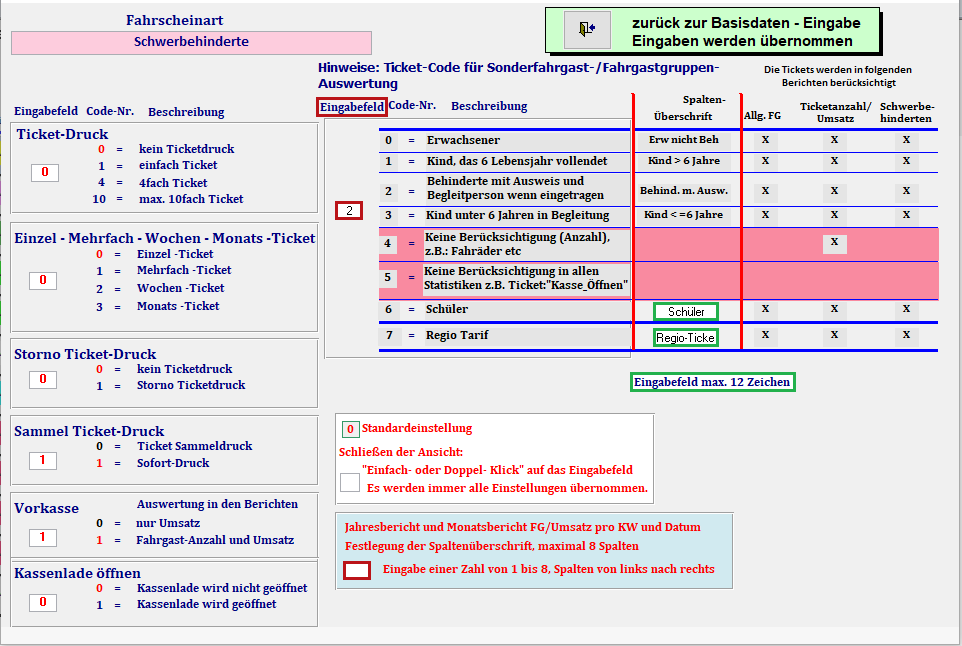 Fahrscheinart
Schwerbehinderte
zurück zur Basisdaten - Eingabe
Eingaben werden übernommen
Hinweise: Ticket-Code für Sonderfahrgast-/Fahrgastgruppen-
Auswertung
Die Tickets werden in folgenden
Berichten berücksichtigt
Eingabefeld Code-Nr. Beschreibung
Ticket-Druck
0
0 = kein Ticketdruck
1 = einfach Ticket
4 = 4fach Ticket
10 = max. 10fach Ticket
Einzel - Mehrfach - Wochen - Monats -Ticket
0
0 = Einzel -Ticket
1 = Mehrfach -Ticket
2 = Wochen -Ticket
3 = Monats -Ticket
Storno Ticket-Druck
0
0 = kein Ticketdruck
1 = Storno Ticketdruck
Sammel Ticket-Druck
1
0 = Ticket Sammeldruck
1 = Sofort-Druck
Vorkasse
Auswertung in den Berichten
1
0 = nur Umsatz
1 = Fahrgast-Anzahl und Umsatz
Kassenlade öffnen
0
0 = Kassenlade wird nicht geöffnet
1 = Kassenlade wird geöffnet
Eingabefeld Code-Nr. Beschreibung
Spalten-
Überschrift
Allg. FG
Ticketanzahl/
Umsatz
Schwerbe-
hinderten
2
0 = Erwachsener Erw nicht Beh X X X
1 = Kind, das 6 Lebensjahr vollendet Kind > 6 Jahre X X X
2 = Behinderte mit Ausweis und
Begleitperson wenn eingetragen Behind. m. Ausw. X X X
3 = Kind unter 6 Jahren in Begleitung Kind < =6 Jahre X X X
4 = Keine Berücksichtigung (Anzahl),
z.B.: Fahräder etc X
5 = Keine Berücksichtigung in allen
Statistiken z.B. Ticket:"Kasse_Öffnen"
6 = Schüler Schüler X X X
7 = Regio Tarif Regio-Ticke X X X
Eingabefeld max. 12 Zeichen
0 Standardeinstellung
Schließen der Ansicht:
"Einfach- oder Doppel- Klick" auf das Eingabefeld
Es werden immer alle Einstellungen übernommen.
Jahresbericht und Monatsbericht FG/Umsatz pro KW und Datum
Festlegung der Spaltenüberschrift, maximal 8 Spalten
Eingabe einer Zahl von 1 bis 8, Spalten von links nach rechts